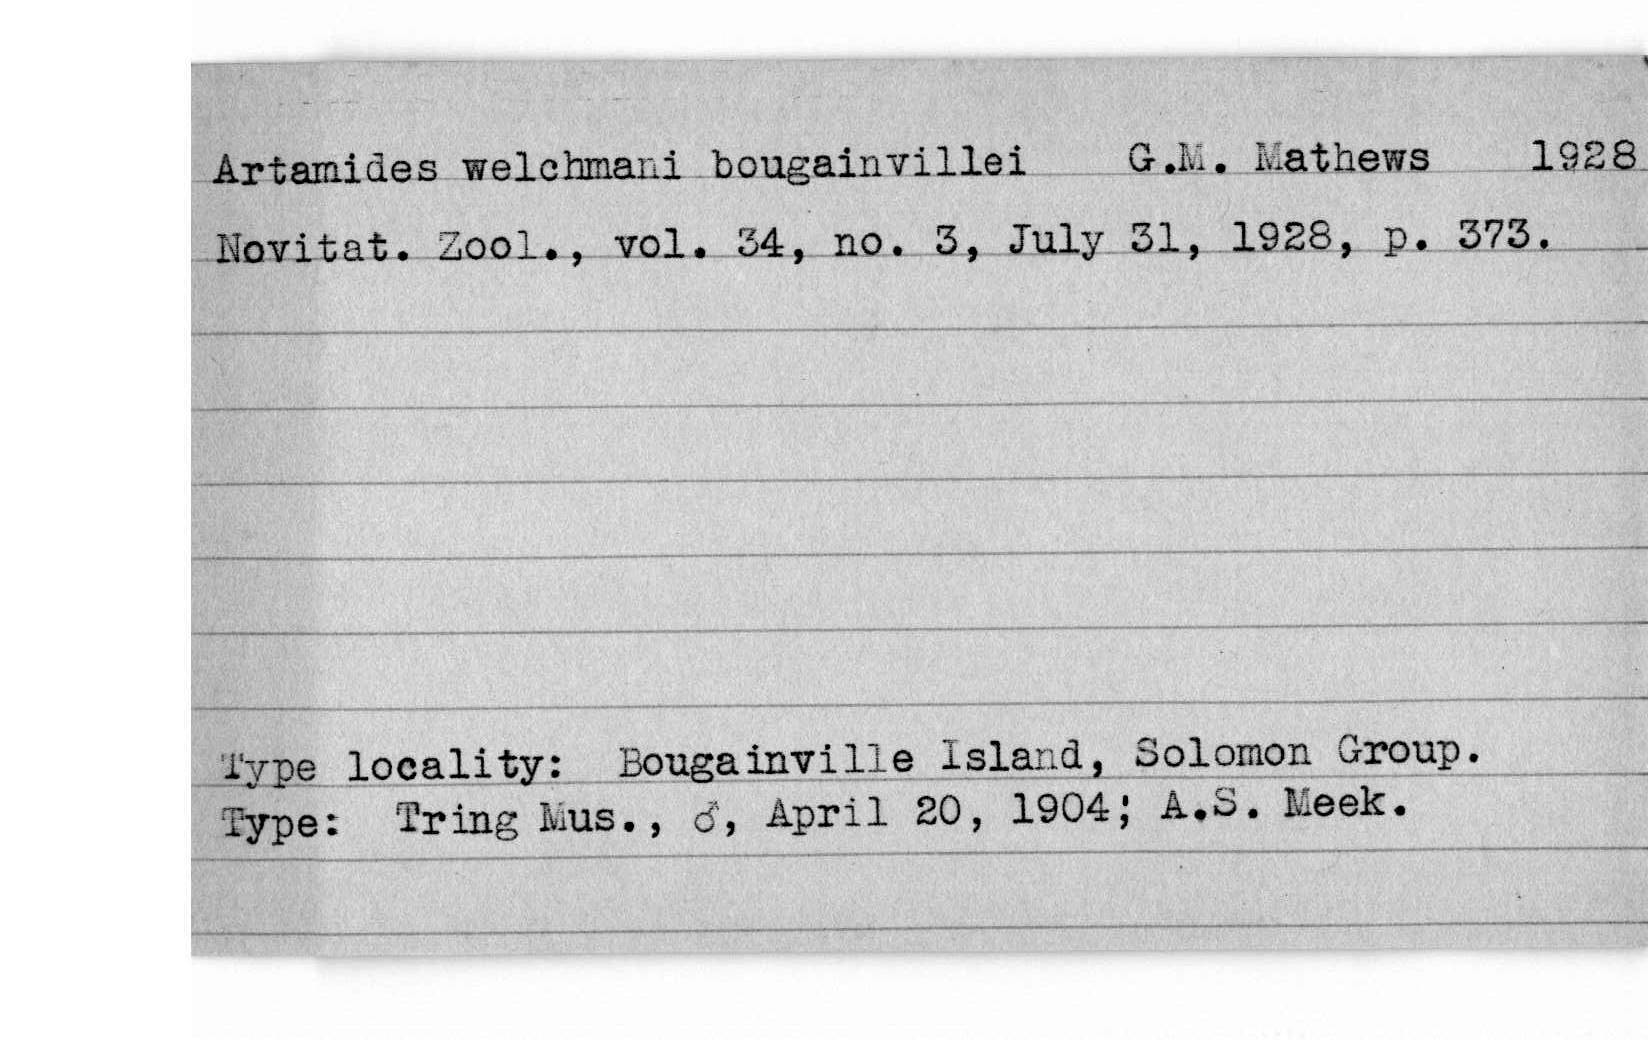 Artamides welchmani bougainvillei G.M. Mathews 1928
Novitat. Zool., vol. 34, no. 3, July 31, 1928, p. 373.
Type locality: Bougainville Island, Solomon Group.
Type: Tring Mus., ♂, April 20, 1904; A.S. Meek.